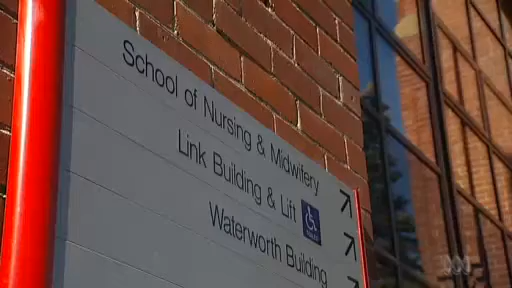 School of Nursing & Midwifery
Link Building & Lift
Waterworth Building